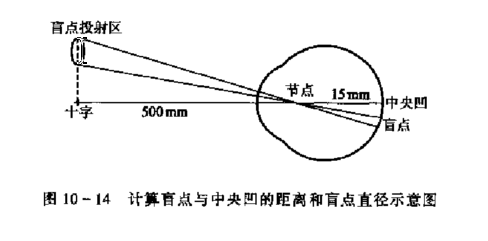 盲点投射区
节点
15mm
中央凹
十字
500mm
盲点
图 10-14 计算盲点与中央凹的距离和盲点直径示意图